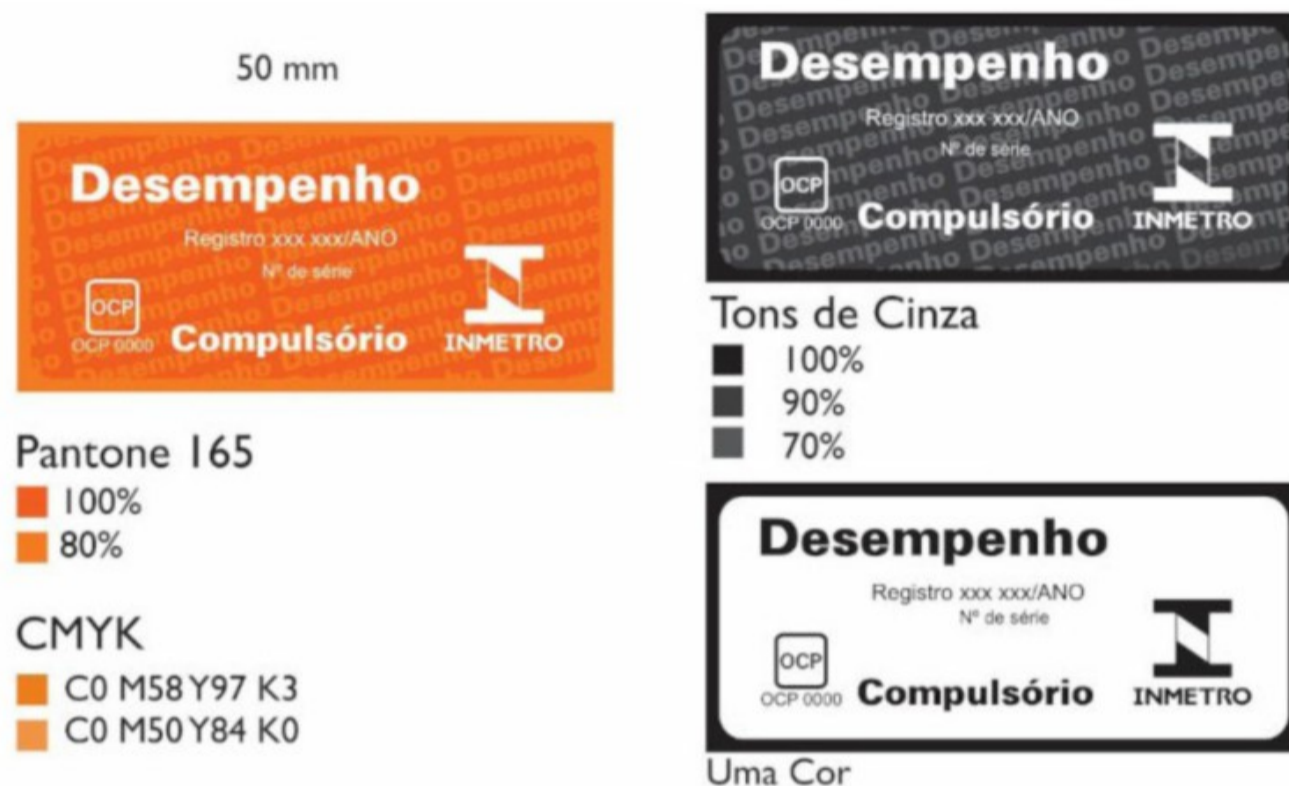 50 mm
Desempenho
Registro xxx xxx/ANO
Nº de série
OCP
OCP 0000
Compulsório
INMETRO
Pantone 165
100%
80%
CMYK
C0 M58 Y97 K3
C0 M50 Y84 K0
Desempenho
Registro xxx xxx/ANO
Nº de série
OCP
OCP 0000
Compulsório
INMETRO
Tons de Cinza
100%
90%
70%
Desempenho
Registro xxx xxx/ANO
Nº de série
OCP
OCP 0000
Compulsório
INMETRO
Uma Cor